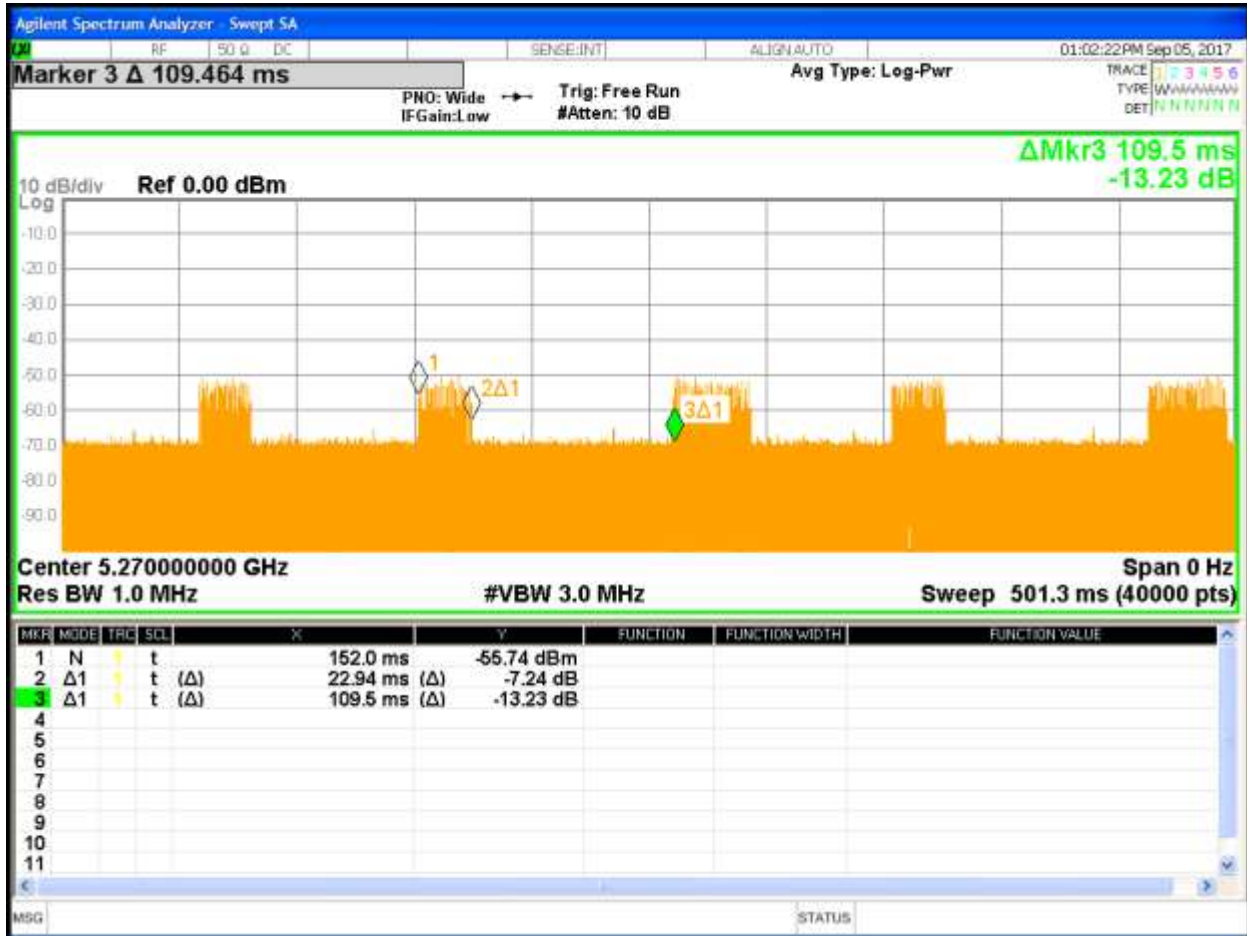 Agilent Spectrum Analyzer - Swept SA
RF 50 Ω DC SENSE:INT ALIGN AUTO 01:02:22 PM Sep 05, 2017
Marker 3 Δ 109.464 ms
PNO: Wide Trig: Free Run Avg Type: Log-Pwr TRACE 1 2 3 4 5 6
IFGain:Low #Atten: 10 dB TYPE W
DET N N N N N N
ΔMkr3 109.5 ms
-13.23 dB
10 dB/div Ref 0.00 dBm
Log
-10.0
-20.0
-30.0
-40.0
-50.0
-60.0
-70.0
-80.0
-90.0
1
2Δ1
3Δ1
Center 5.270000000 GHz Span 0 Hz
Res BW 1.0 MHz #VBW 3.0 MHz Sweep 501.3 ms (40000 pts)
MKR MODE TRC SCL X Y FUNCTION FUNCTION WIDTH FUNCTION VALUE
1 N 1 t 152.0 ms -55.74 dBm
2 Δ1 1 t (Δ) 22.94 ms (Δ) -7.24 dB
3 Δ1 1 t (Δ) 109.5 ms (Δ) -13.23 dB
4
5
6
7
8
9
10
11
MSG STATUS